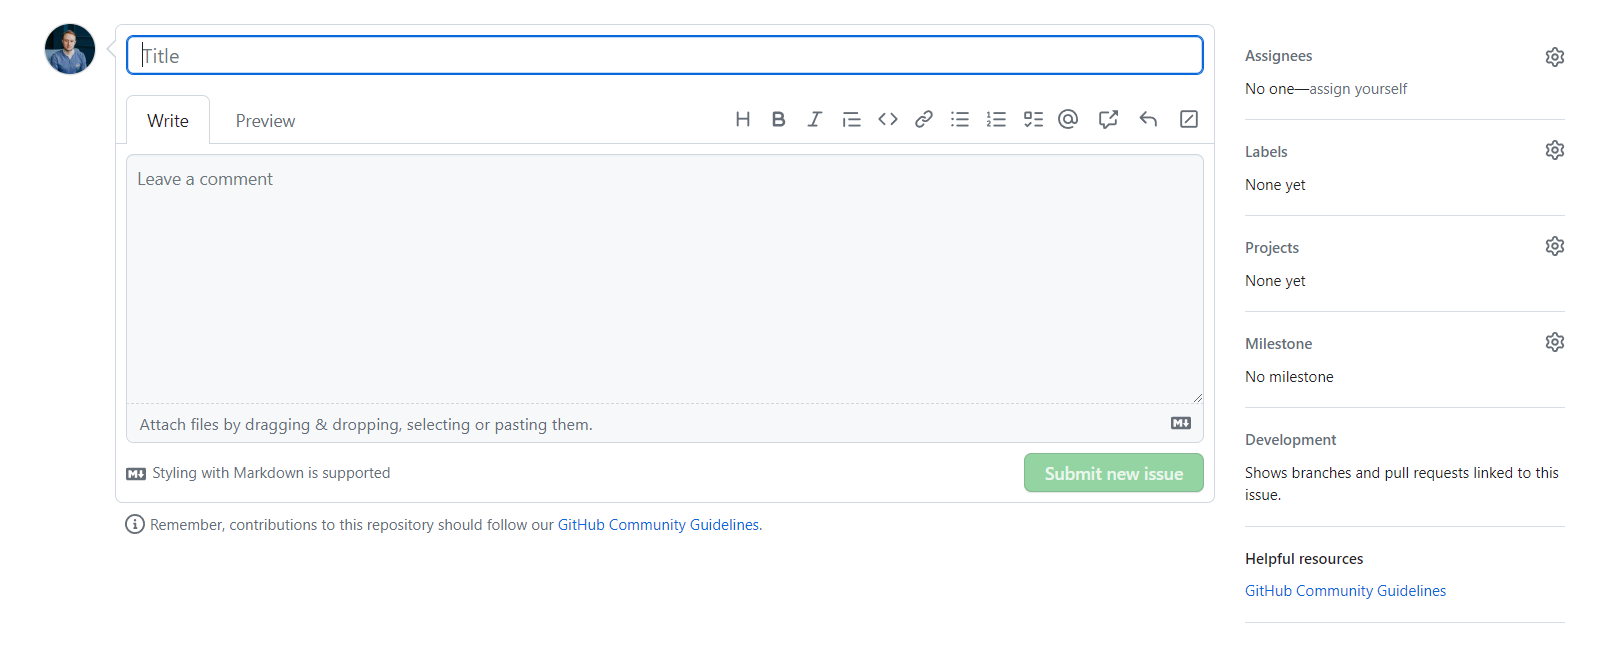 Title
Write Preview
Leave a comment
Attach files by dragging & dropping, selecting or pasting them.
Styling with Markdown is supported
Submit new issue
Remember, contributions to this repository should follow our GitHub Community Guidelines.
Assignees
No one—assign yourself
Labels
None yet
Projects
None yet
Milestone
No milestone
Development
Shows branches and pull requests linked to this
issue.
Helpful resources
GitHub Community Guidelines